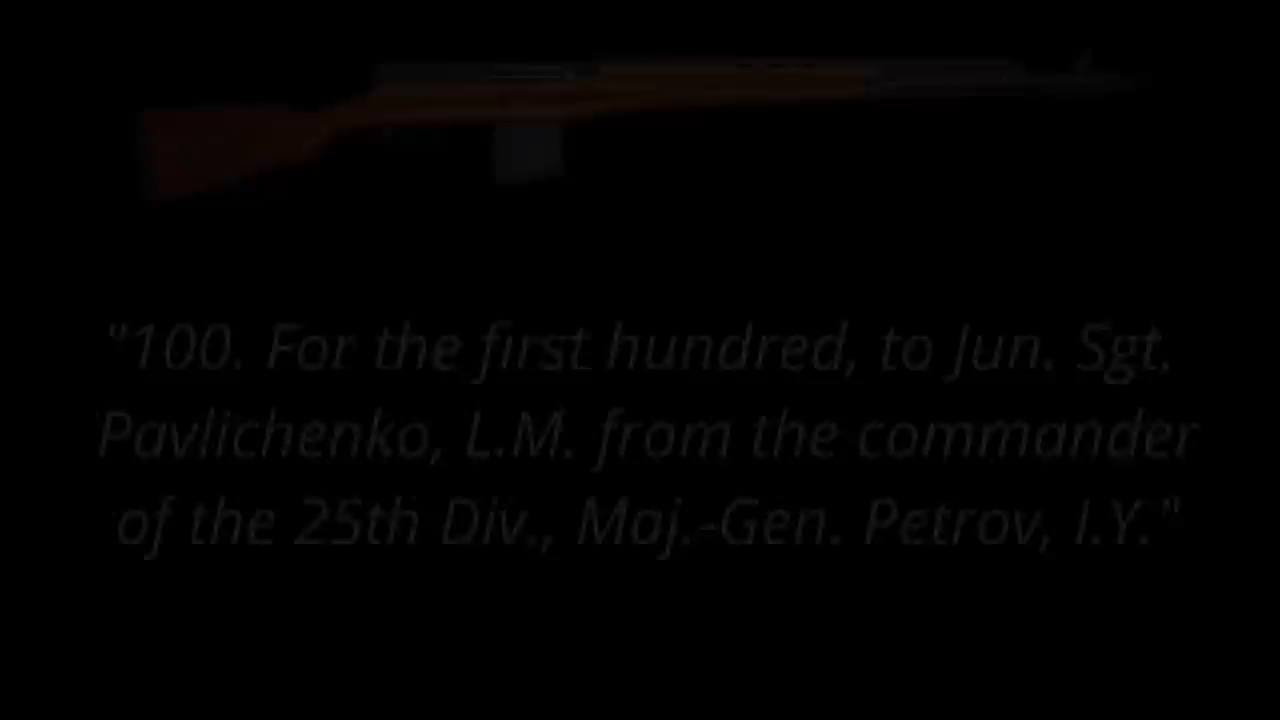 "100. For the first hundred, to Jun. Sgt.
Pavlichenko, L.M. from the commander
of the 25th Div., Maj.-Gen. Petrov, I.Y."